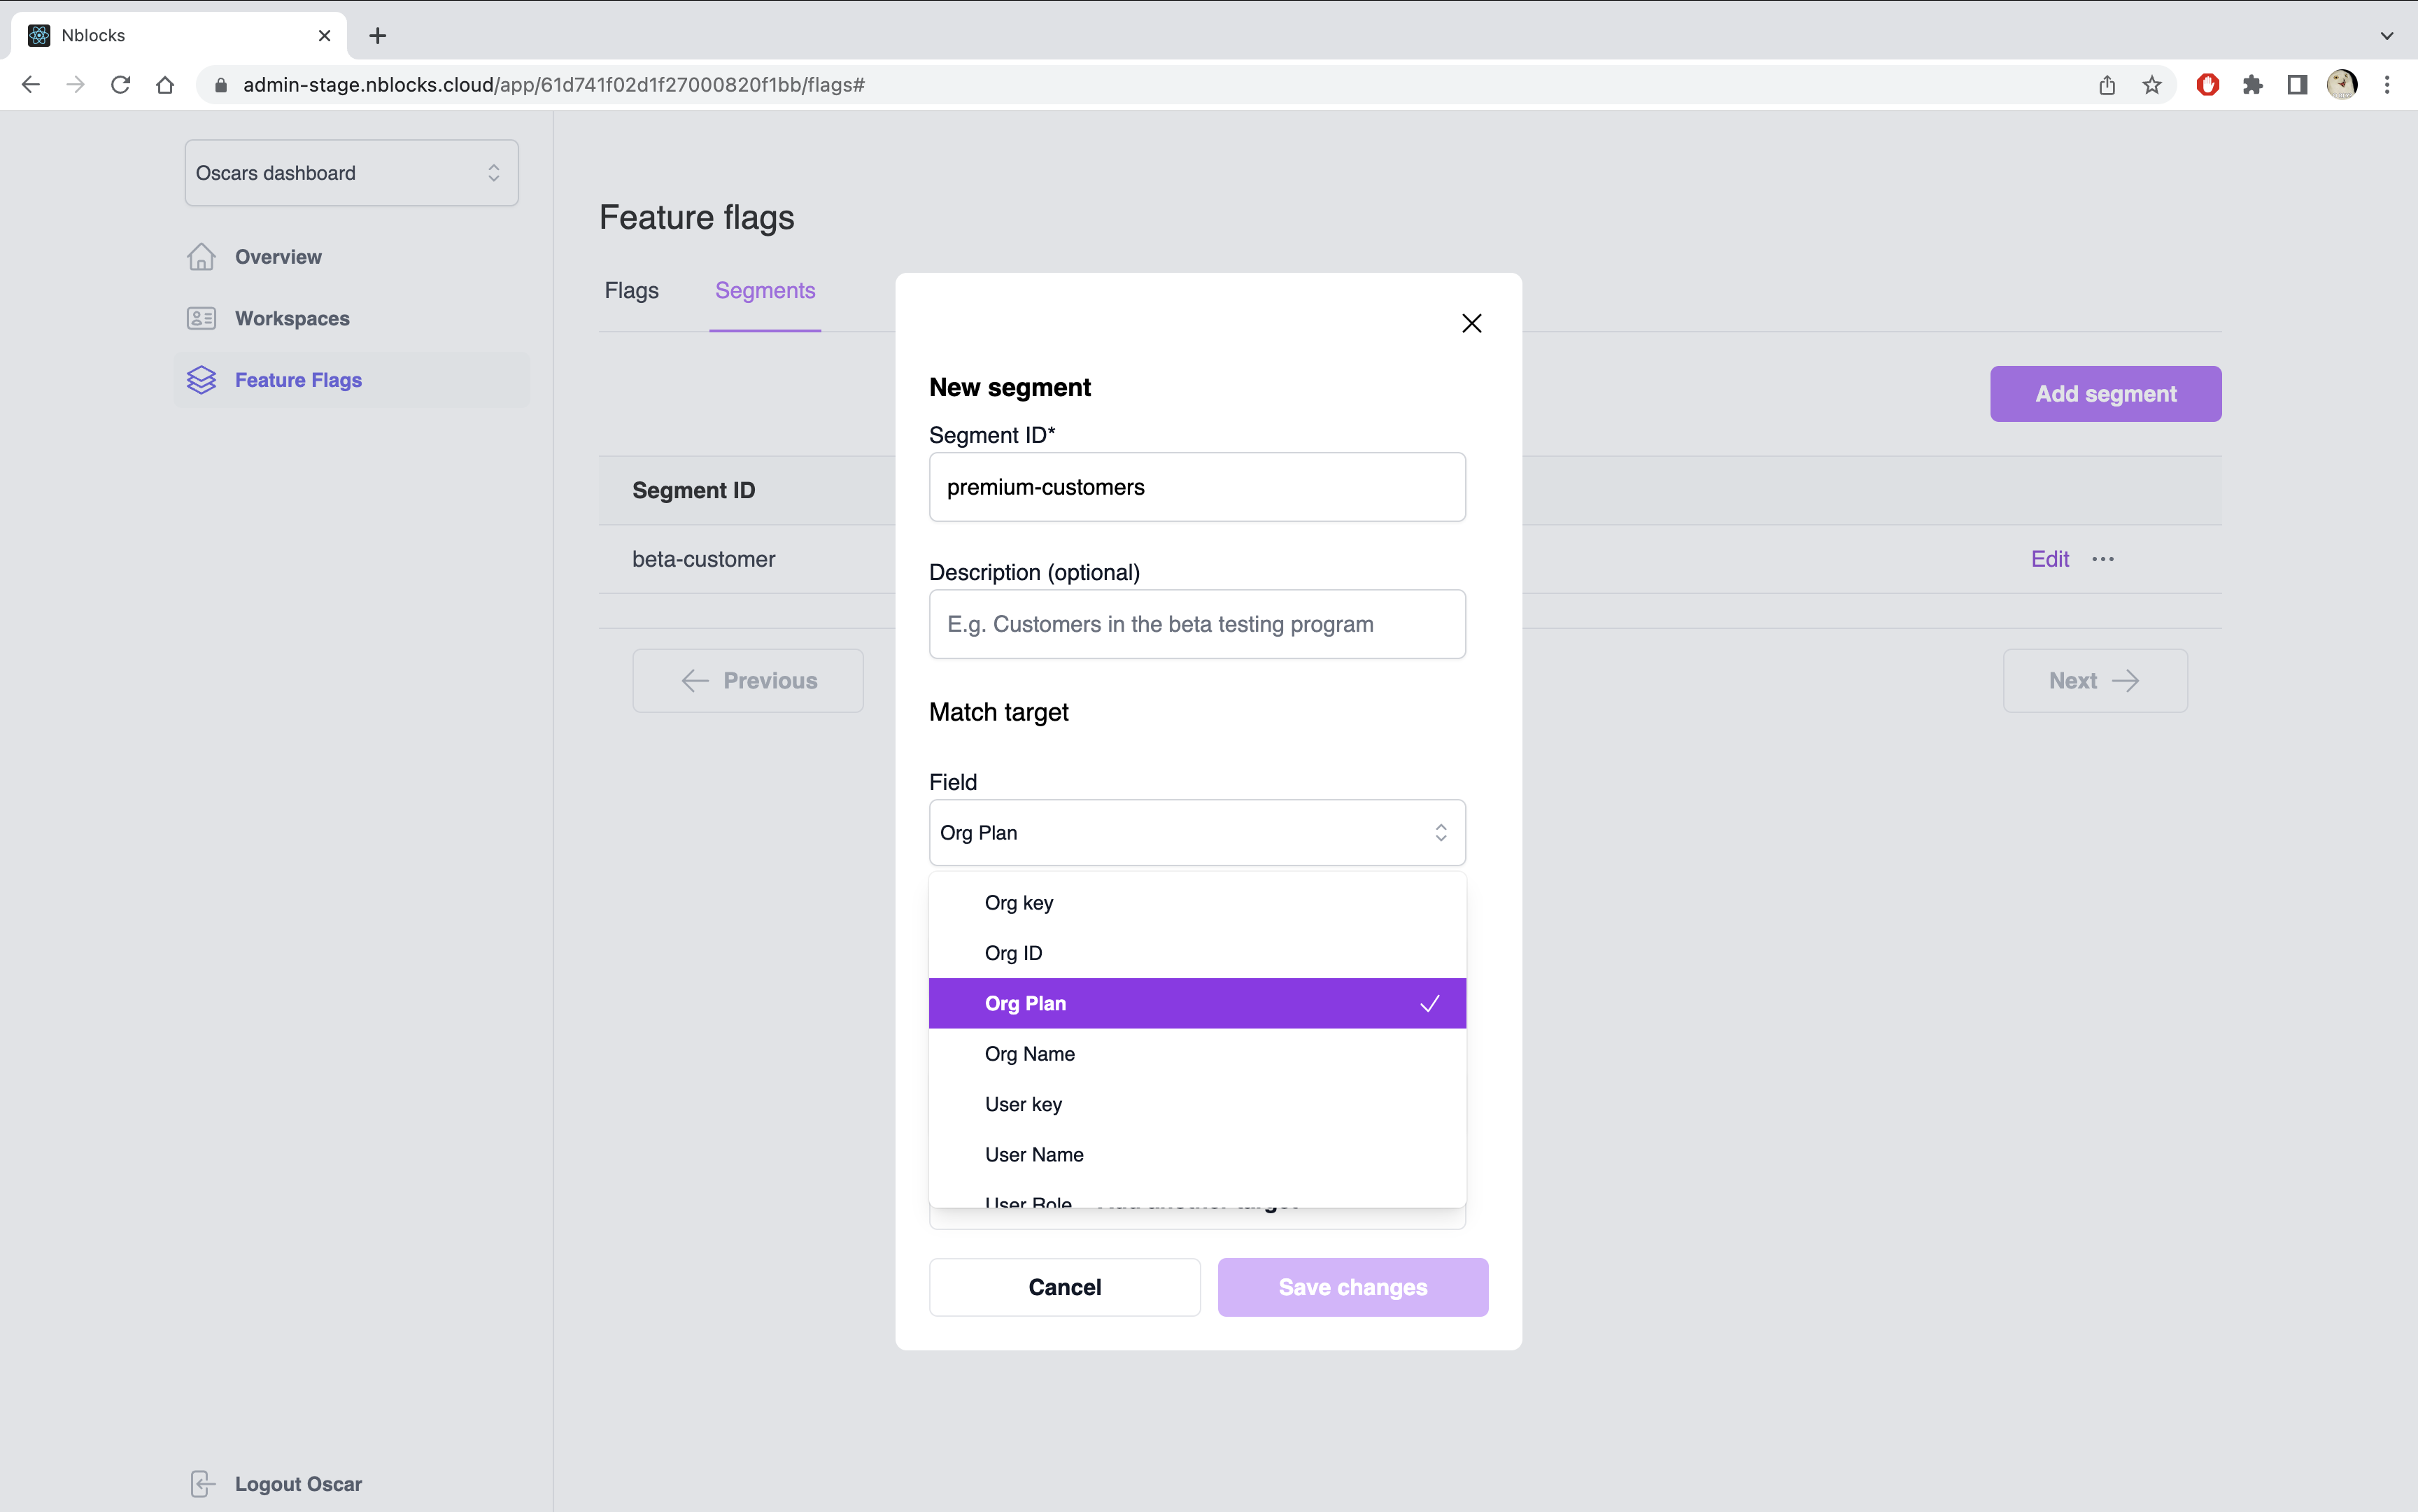 Nblocks
admin-stage.nblocks.cloud/app/61d741f02d1f27000820f1bb/flags#
Oscars dashboard
Overview
Workspaces
Feature Flags
Logout Oscar
Feature flags
Flags
Segments
Add segment
Segment ID
beta-customer
Edit
Previous
Next
New segment
Segment ID*
premium-customers
Description (optional)
E.g. Customers in the beta testing program
Match target
Field
Org Plan
Org key
Org ID
Org Plan
Org Name
User key
User Name
User Role
Add another target
Cancel
Save changes